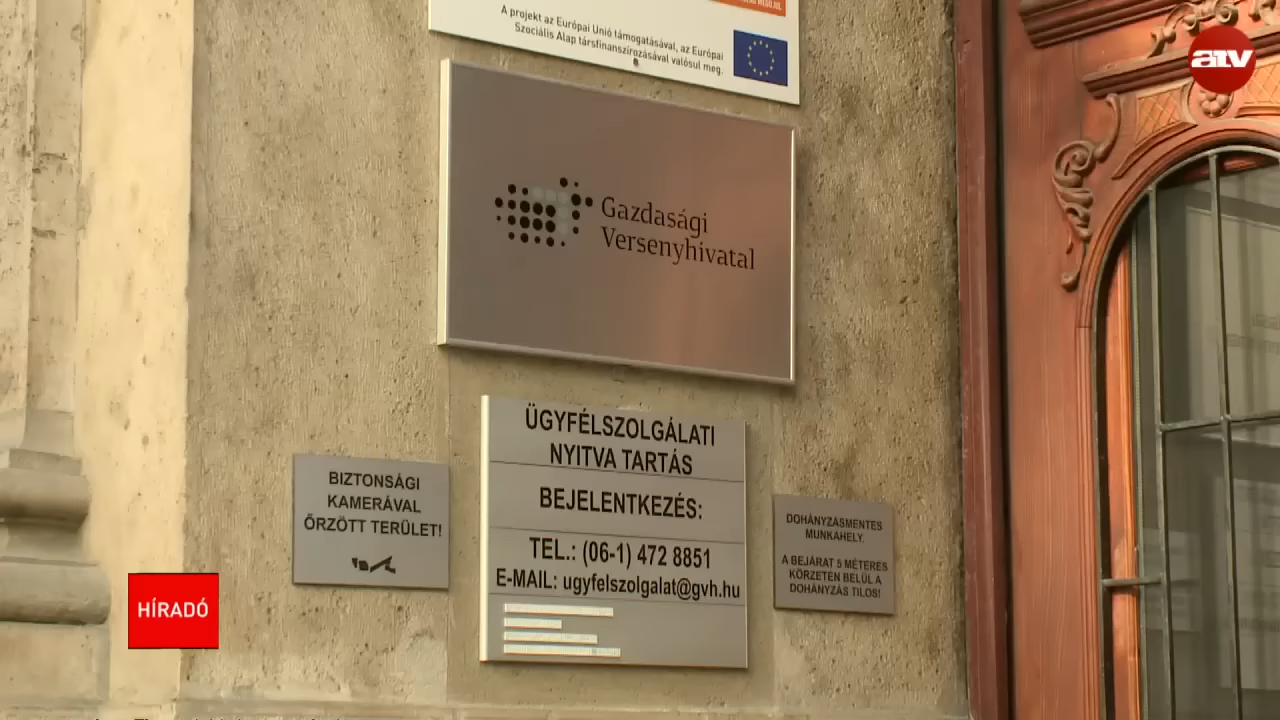 A projekt az Európai Unió támogatásával, az Európai
Szociális Alap társfinanszírozásával valósul meg.
atv
Gazdasági
Versenyhivatal
ÜGYFÉLSZOLGÁLATI
NYITVA TARTÁS
BEJELENTKEZÉS:
TEL.: (06-1) 472 8851
E-MAIL: ugyfelszolgalat@gvh.hu
BIZTONSÁGI
KAMERÁVAL
ŐRZÖTT TERÜLET!
DOHÁNYZÁSMENTES
MUNKAHELY.
A BEJÁRAT 5 MÉTERES
KÖRZETEN BELÜL A
DOHÁNYZÁS TILOS!
HÍRADÓ